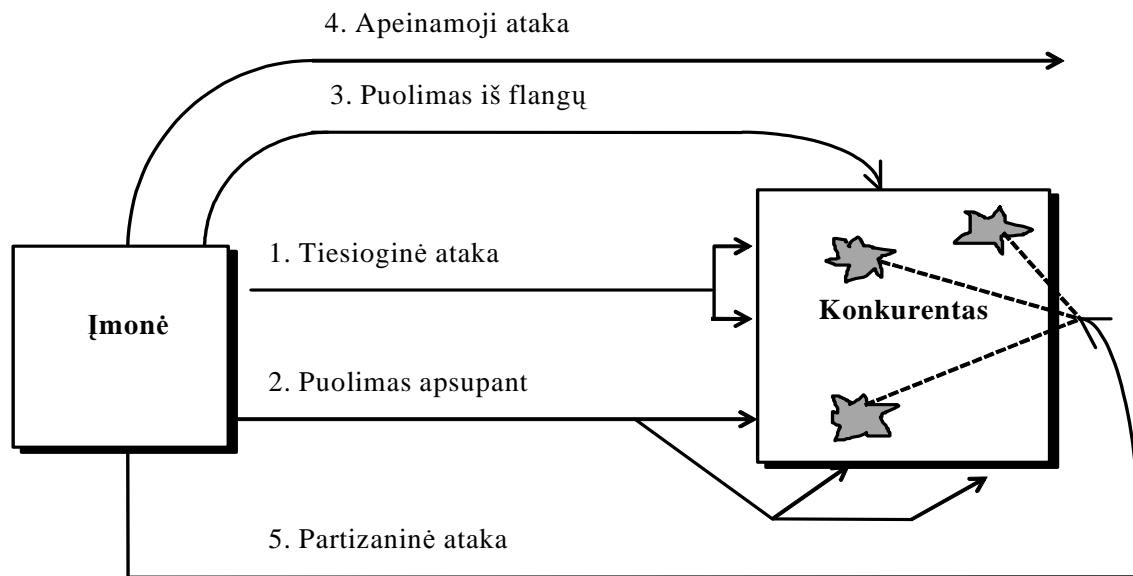 4. Apeinamoji ataka
3. Puolimas iš flangų
1. Tiesioginė ataka
Įmonė
Konkurentas
2. Puolimas apsupant
5. Partizaninė ataka